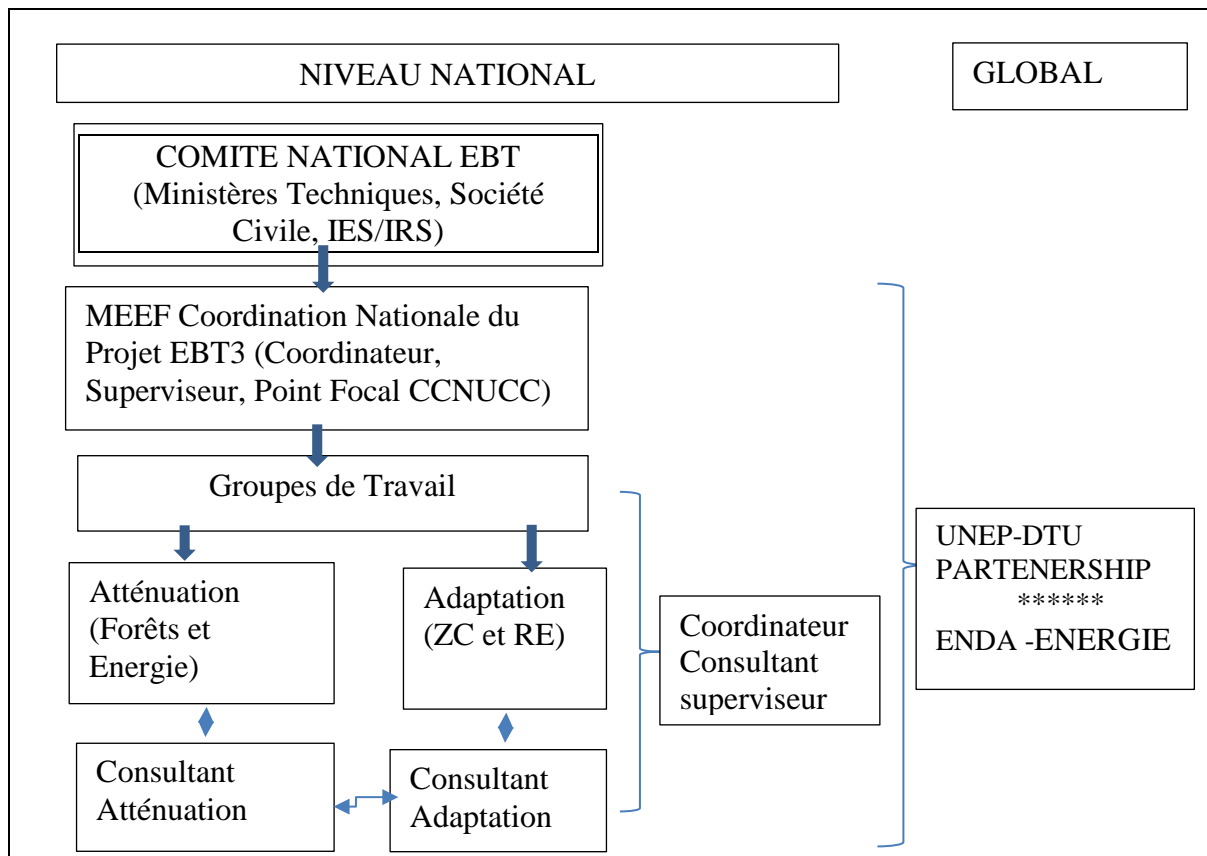 NIVEAU NATIONAL
GLOBAL
COMITE NATIONAL EBT
(Ministères Techniques, Société
Civile, IES/IRS)
MEEF Coordination Nationale du
Projet EBT3 (Coordinateur,
Superviseur, Point Focal CCNUCC)
Groupes de Travail
Atténuation
(Forêts et
Energie)
Adaptation
(ZC et RE)
Consultant
Atténuation
Consultant
Adaptation
Coordinateur
Consultant
superviseur
UNEP-DTU
PARTENERSHIP
******
ENDA -ENERGIE